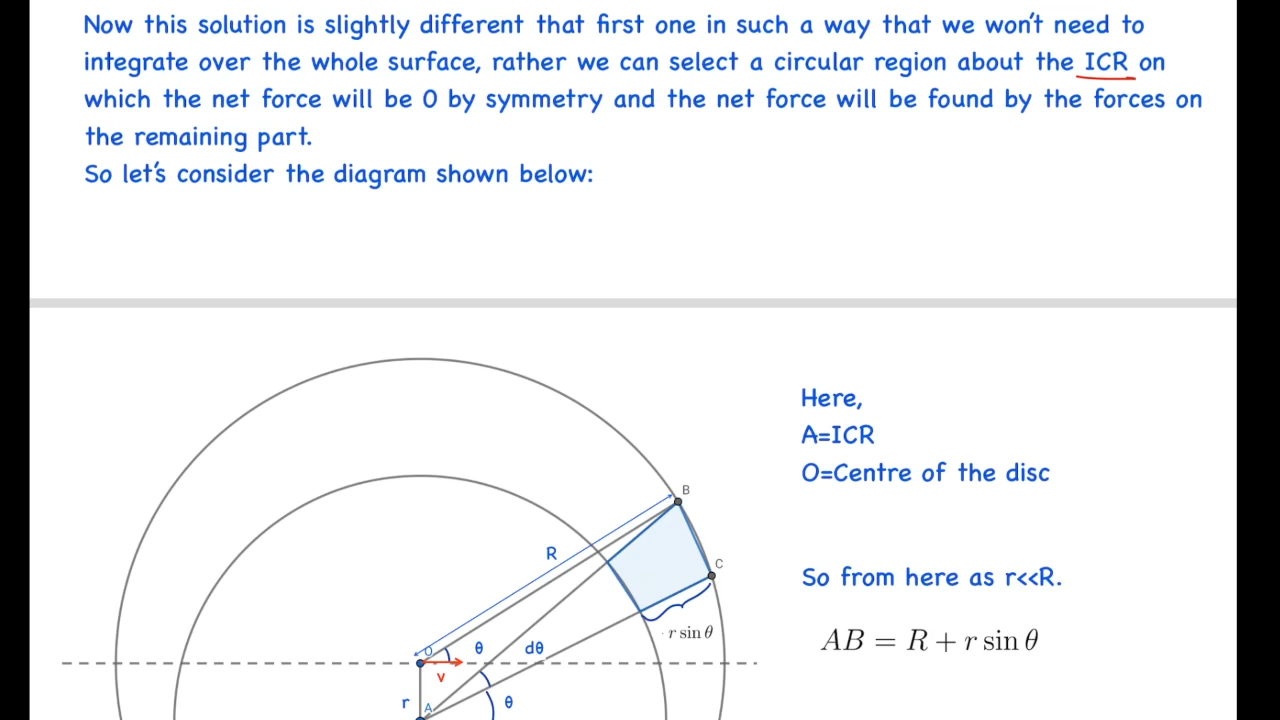 Now this solution is slightly different that first one in such a way that we won't need to
integrate over the whole surface, rather we can select a circular region about the ICR on
which the net force will be 0 by symmetry and the net force will be found by the forces on
the remaining part.
So let's consider the diagram shown below:
Here,
A=ICR
O=Centre of the disc
B
R
C
So from here as r<<R.
r sin θ
AB = R + r sin θ
O
θ
dθ
v
r
A
θ